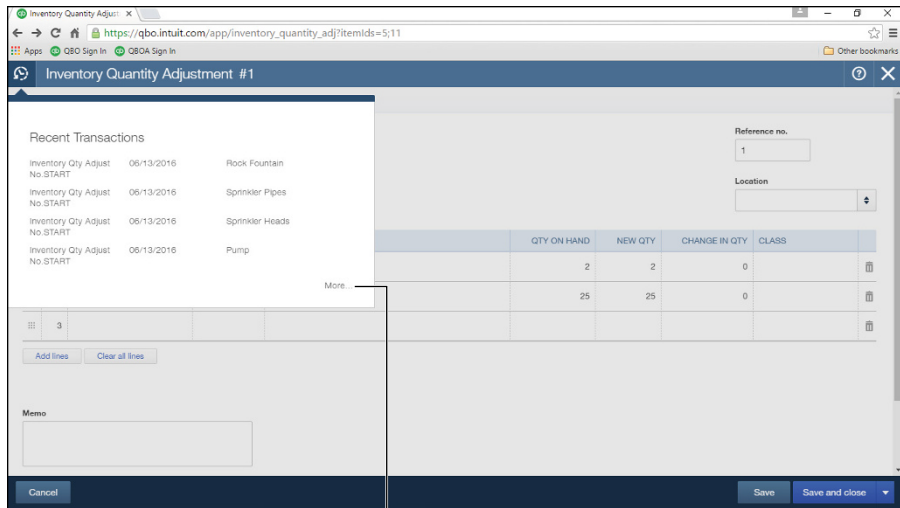 Inventory Quantity Adjust
https://qbo.intuit.com/app/inventory_quantity_adj?itemIds=5;11
Apps QBO Sign In QBOA Sign In Other bookmarks
Inventory Quantity Adjustment #1
Recent Transactions
Inventory Qty Adjust 06/13/2016 Rock Fountain
No.START
Inventory Qty Adjust 06/13/2016 Sprinkler Pipes
No.START
Inventory Qty Adjust 06/13/2016 Sprinkler Heads
No.START
Inventory Qty Adjust 06/13/2016 Pump
No.START
More...
Reference no.
1
Location
QTY ON HAND NEW QTY CHANGE IN QTY CLASS
2 2 0
25 25 0
3
Add lines Clear all lines
Memo
Cancel Save Save and close